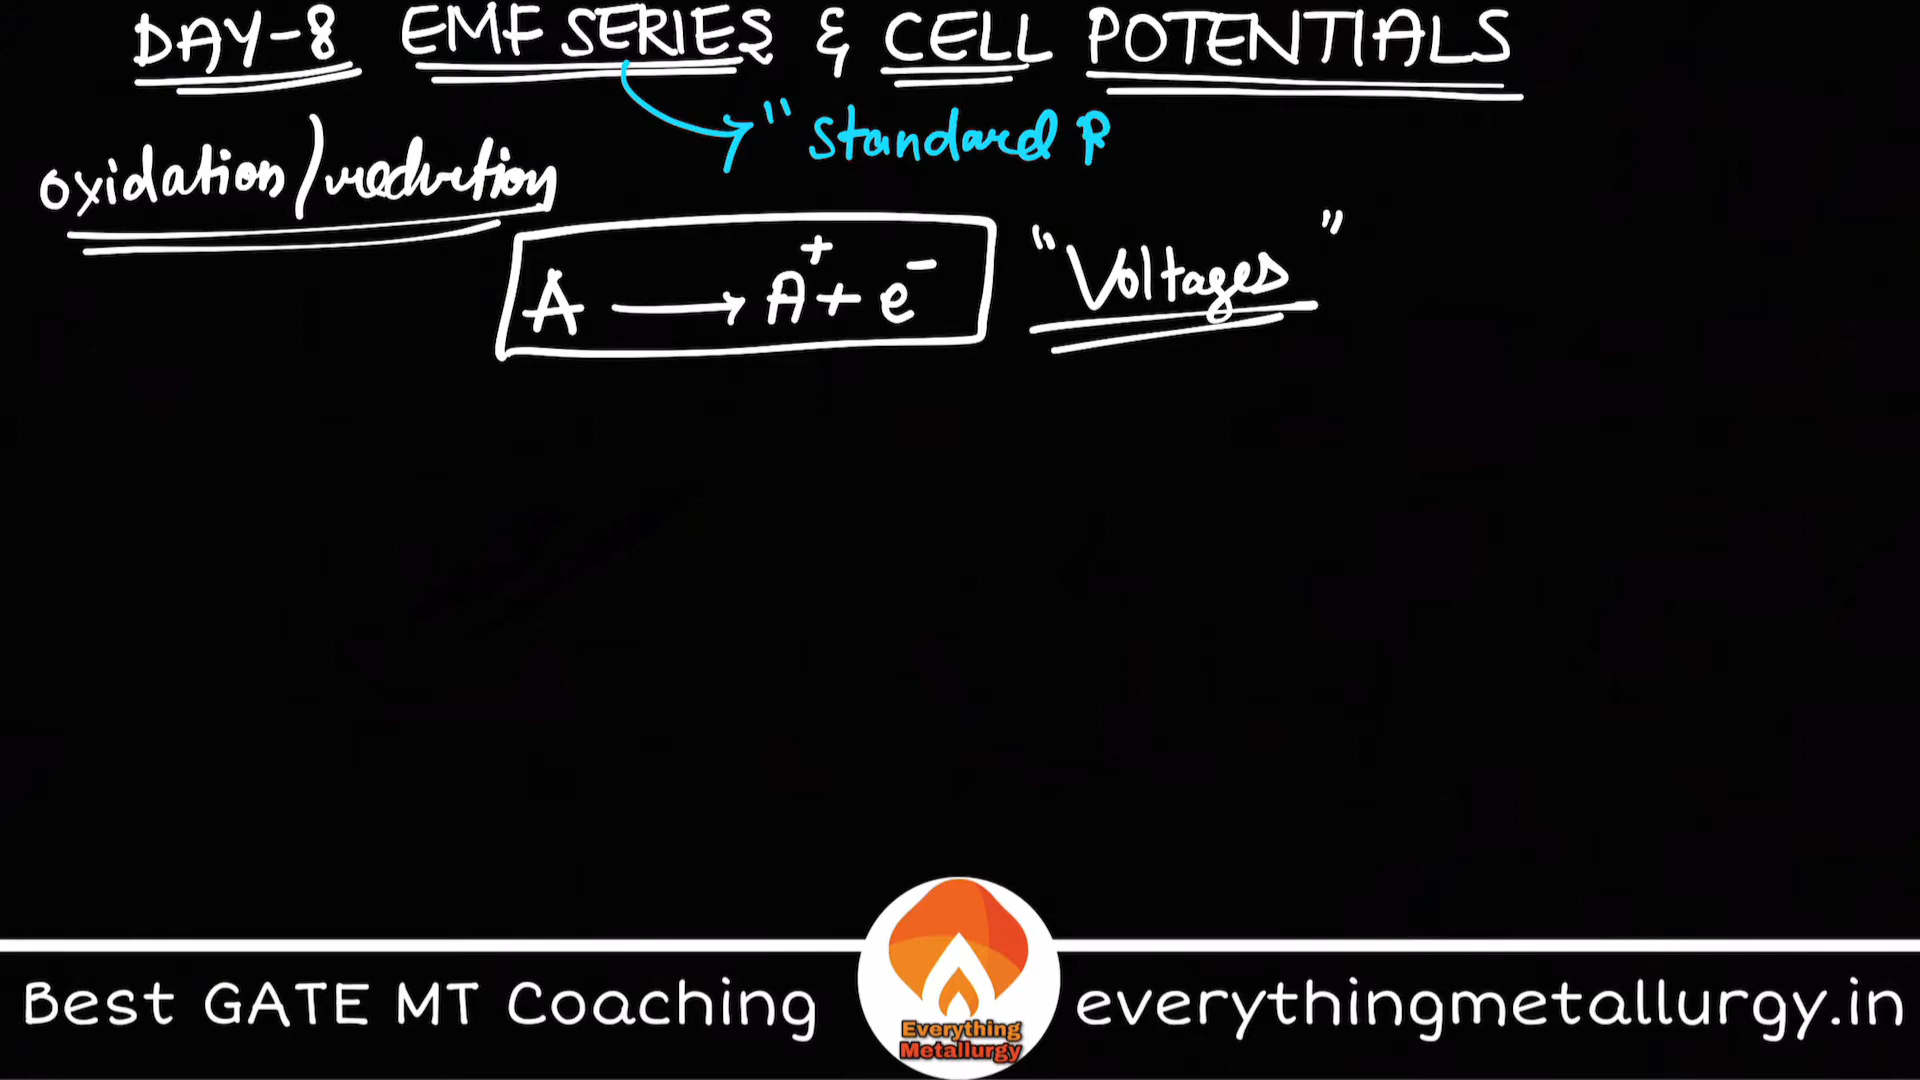 DAY-8 EMF SERIES & CELL POTENTIALS
" Standard P
oxidation/reduction
A → A⁺ + e⁻ "Voltages"
Best GATE MT Coaching
Everything
Metallurgy
everythingmetallurgy.in